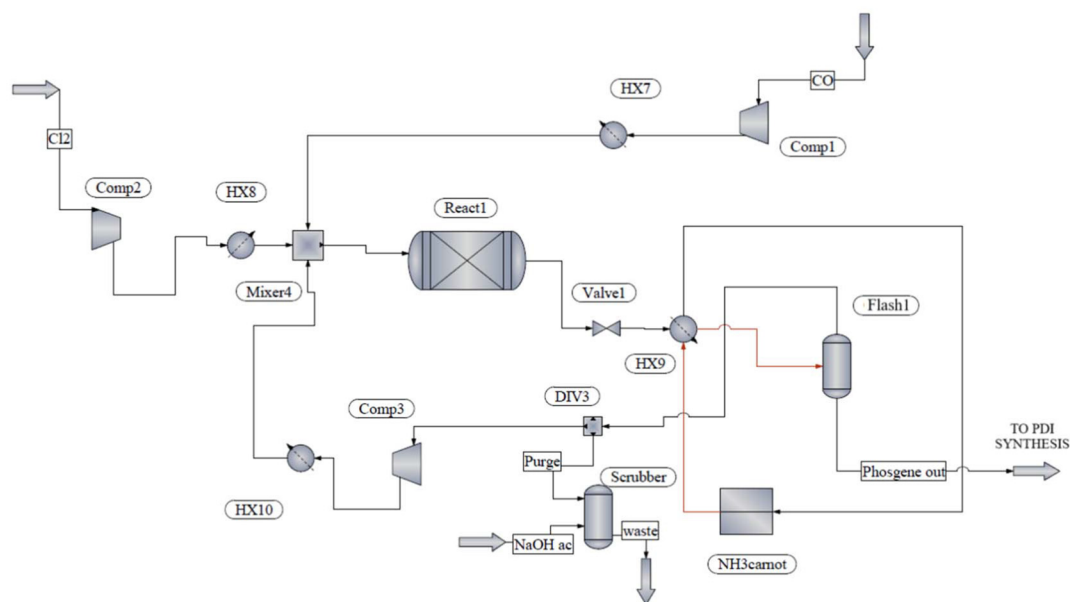 CO
HX7
Comp1
Cl2
Comp2
HX8
React1
Mixer4
Valve1
Flash1
HX9
Comp3
DIV3
TO PDI
SYNTHESIS
Purge
Scrubber
Phosgene out
HX10
NaOH ac
waste
NH3carnot